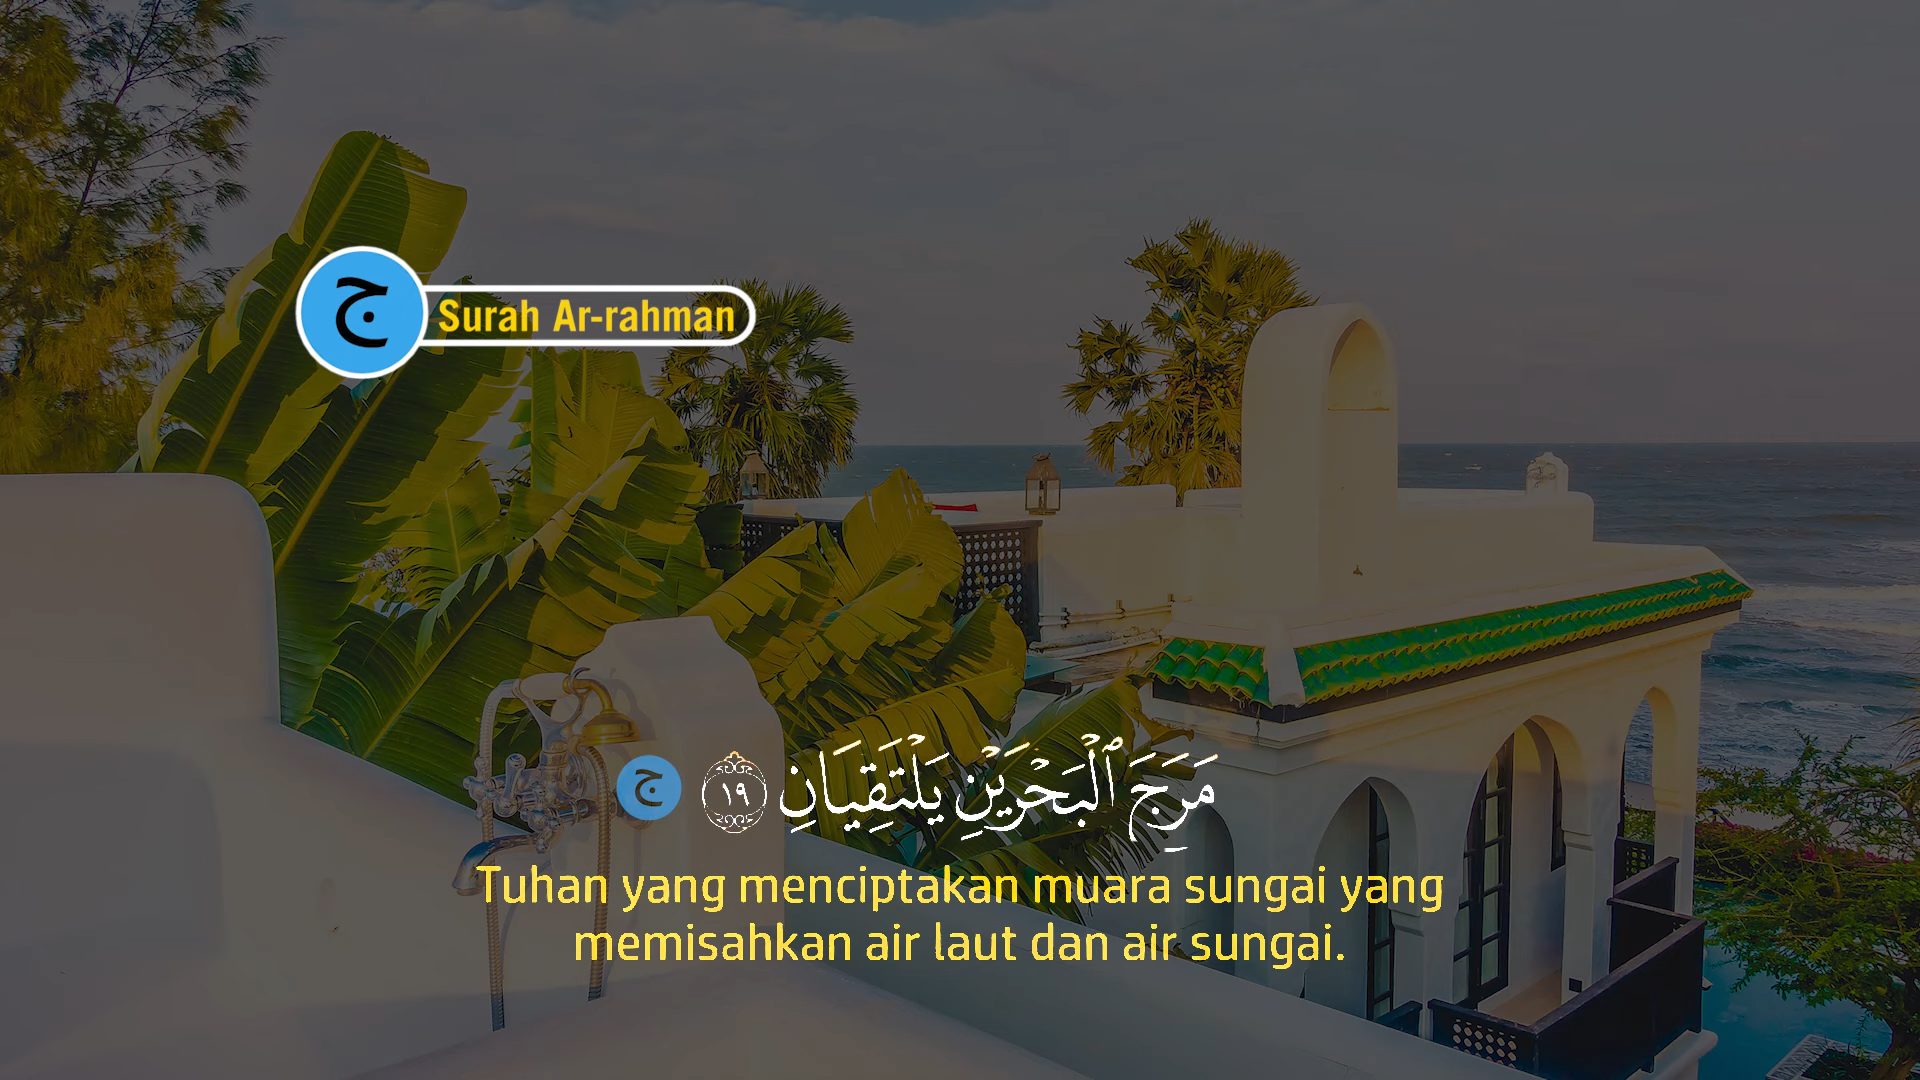 ج
Surah Ar-rahman
مَرَجَ ٱلْبَحْرَيْنِ يَلْتَقِيَانِ ١٩ ج
Tuhan yang menciptakan muara sungai yang
memisahkan air laut dan air sungai.